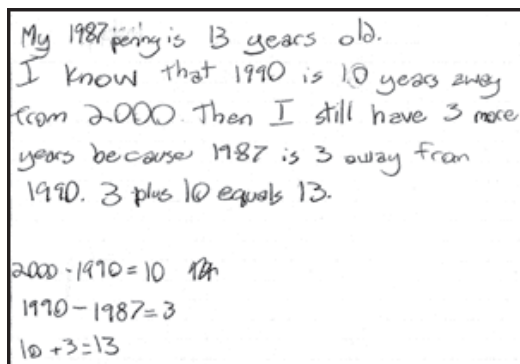 My 1987 pening is 13 years old.
I know that 1990 is 10 years away
from 2000. Then I still have 3 more
years because 1987 is 3 away from
1990. 3 plus 10 equals 13.
2000 - 1990 = 10
1990 - 1987 = 3
10 + 3 = 13